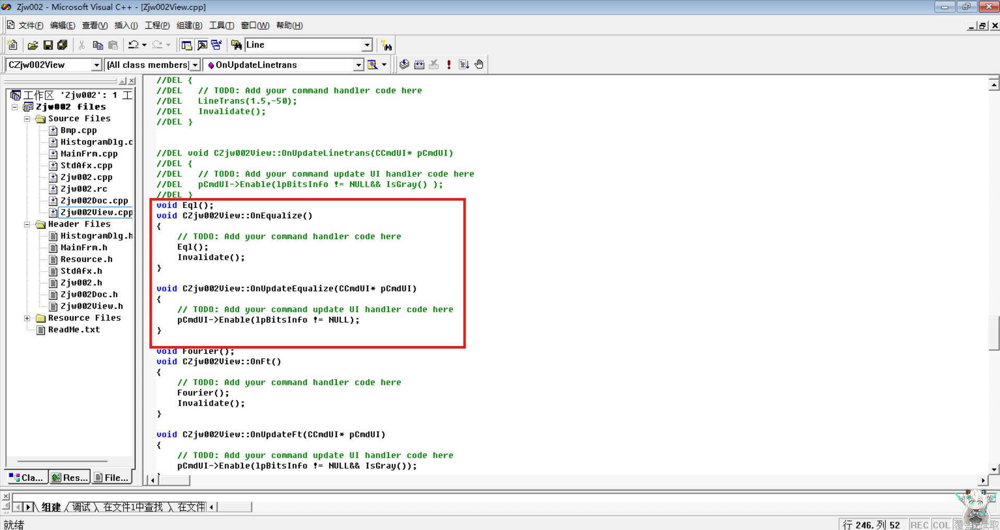 Zjw002 - Microsoft Visual C++ - [Zjw002View.cpp]
文件(F) 编辑(E) 查看(V) 插入(I) 工程(P) 组建(B) 工具(T) 窗口(W) 帮助(H)
Line
CZjw002View [All class members] OnUpdateLinetrans
工作区 'Zjw002': 1 工
Zjw002 files
Source Files
Bmp.cpp
HistogramDlg.c
MainFrm.cpp
StdAfx.cpp
Zjw002.cpp
Zjw002.rc
Zjw002Doc.cpp
Zjw002View.cpp
Header Files
HistogramDlg.h
MainFrm.h
Resource.h
StdAfx.h
Zjw002.h
Zjw002Doc.h
Zjw002View.h
Resource Files
ReadMe.txt
Cla... Res... File...
//DEL {
//DEL // TODO: Add your command handler code here
//DEL LineTrans(1.5,-50);
//DEL Invalidate();
//DEL }
//DEL void CZjw002View::OnUpdateLinetrans(CCmdUI* pCmdUI)
//DEL {
//DEL // TODO: Add your command update UI handler code here
//DEL pCmdUI->Enable(lpBitsInfo != NULL&& IsGray() );
//DEL }
void Eql();
void CZjw002View::OnEqualize()
{
// TODO: Add your command handler code here
Eql();
Invalidate();
}
void CZjw002View::OnUpdateEqualize(CCmdUI* pCmdUI)
{
// TODO: Add your command update UI handler code here
pCmdUI->Enable(lpBitsInfo != NULL);
}
void Fourier();
void CZjw002View::OnFt()
{
// TODO: Add your command handler code here
Fourier();
Invalidate();
}
void CZjw002View::OnUpdateFt(CCmdUI* pCmdUI)
{
// TODO: Add your command update UI handler code here
pCmdUI->Enable(lpBitsInfo != NULL&& IsGray());
组建 调试 在文件1中查找 在文件
就绪
行 246, 列 52 REC COL